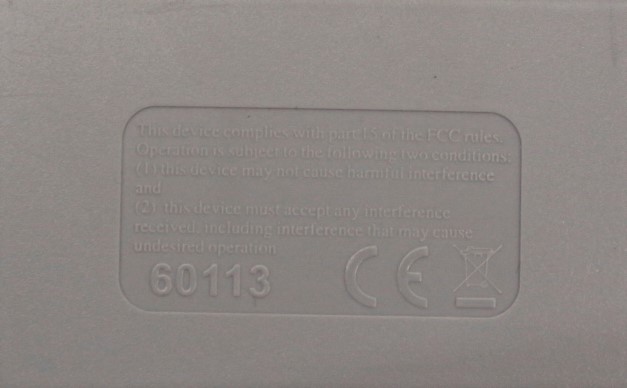 This device complies with part 15 of the FCC rules.
Operation is subject to the following two conditions:
(1) this device may not cause harmful interference
and
(2) this device must accept any interference
received, including interference that may cause
undesired operation
60113 CE